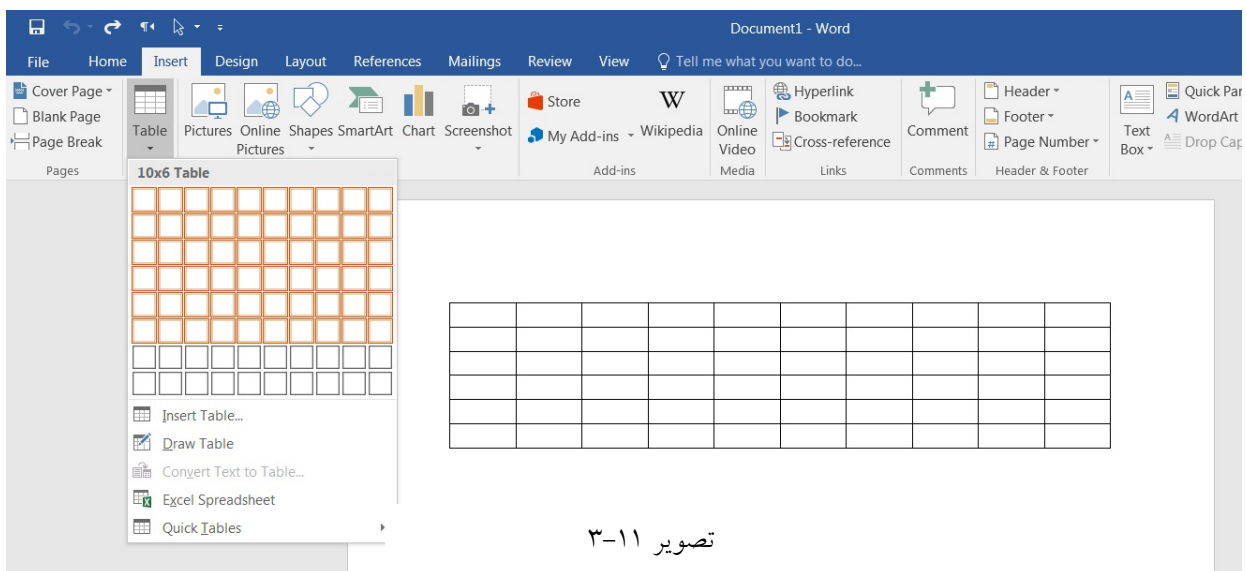 Document1 - Word
File Home Insert Design Layout References Mailings Review View Tell me what you want to do...
Cover Page
Blank Page
Page Break
Pages
Table
Pictures
Online Pictures
Shapes
SmartArt
Chart
Screenshot
Store
My Add-ins
Wikipedia
Add-ins
Online Video
Media
Hyperlink
Bookmark
Cross-reference
Links
Comment
Comments
Header
Footer
Page Number
Header & Footer
Text Box
Quick Par
WordArt
Drop Cap
10x6 Table
Insert Table...
Draw Table
Convert Text to Table...
Excel Spreadsheet
Quick Tables
تصویر ۱۱-۳